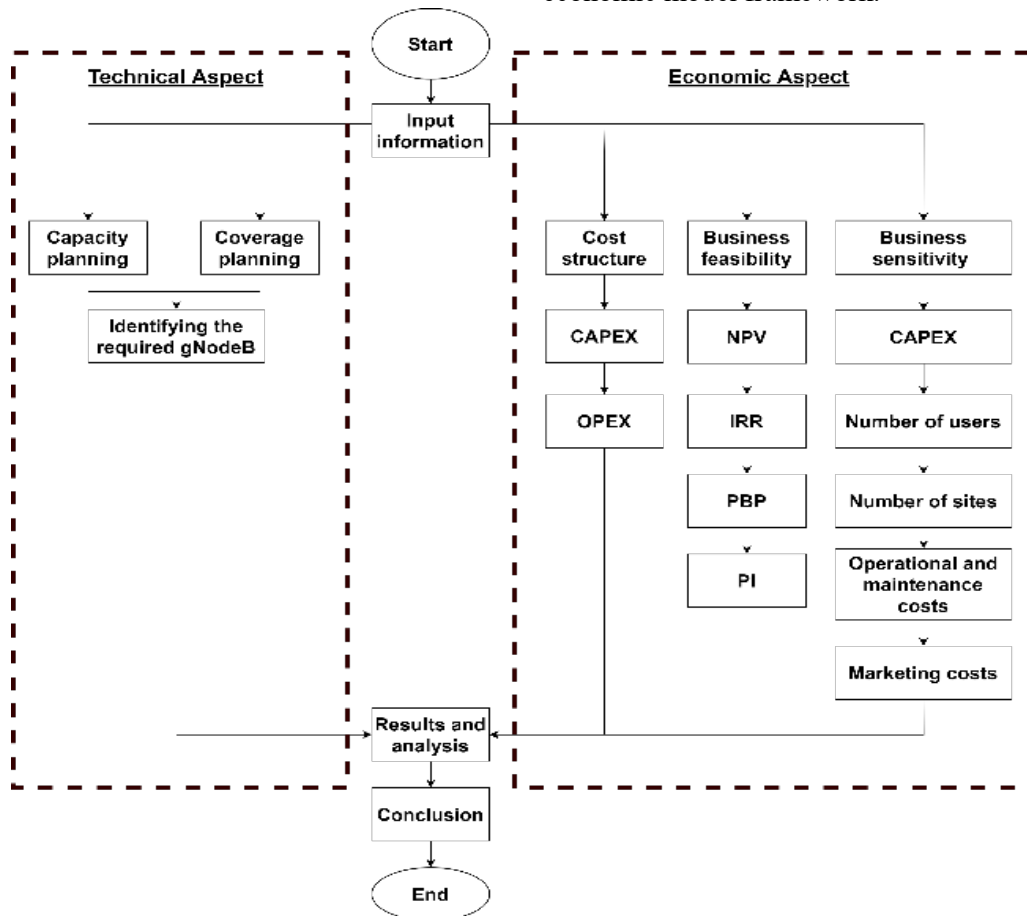 Start
Technical Aspect
Economic Aspect
Input
information
Capacity
planning
Coverage
planning
Identifying the
required gNodeB
Cost
structure
CAPEX
OPEX
Business
feasibility
NPV
IRR
PBP
PI
Business
sensitivity
CAPEX
Number of users
Number of sites
Operational and
maintenance
costs
Marketing costs
Results and
analysis
Conclusion
End